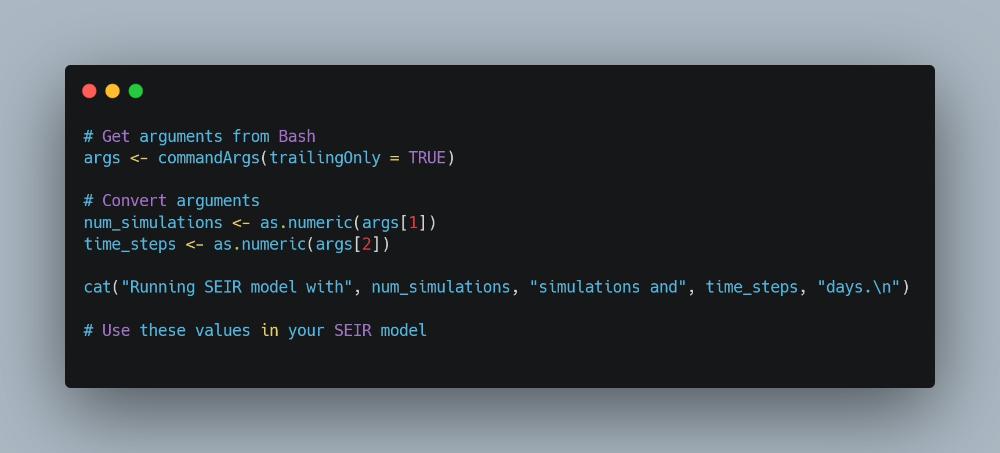 # Get arguments from Bash
args <- commandArgs(trailingOnly = TRUE)
# Convert arguments
num_simulations <- as.numeric(args[1])
time_steps <- as.numeric(args[2])
cat("Running SEIR model with", num_simulations, "simulations and", time_steps, "days.\n")
# Use these values in your SEIR model